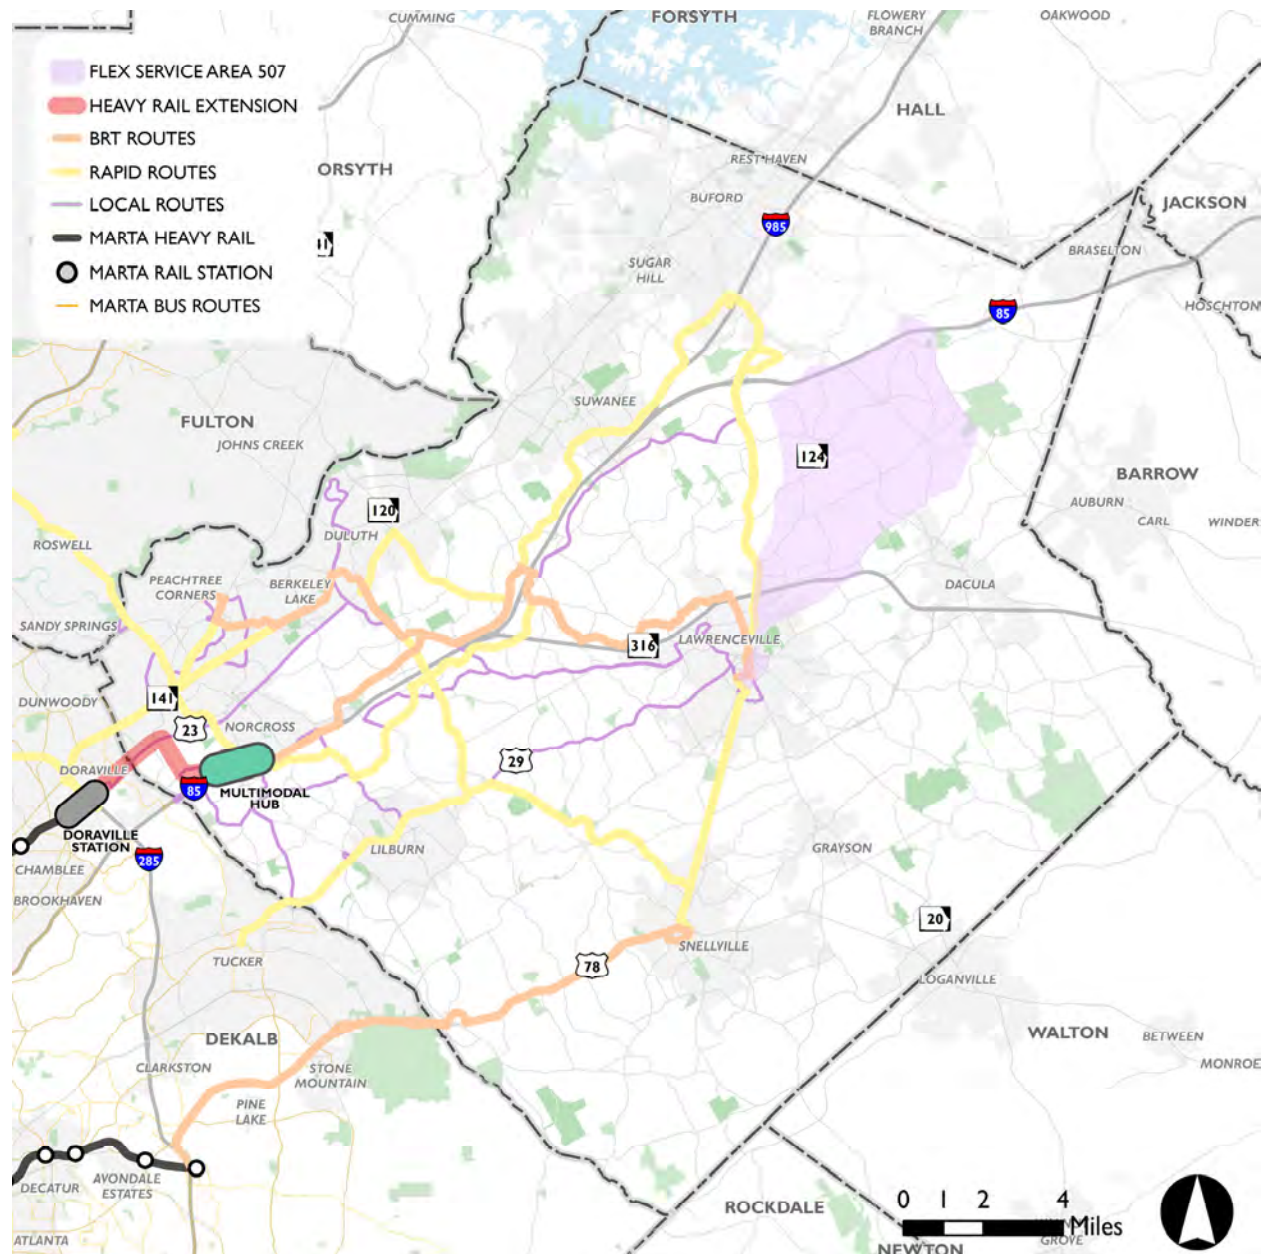 CUMMING
FORSYTH
FLOWERY
BRANCH
OAKWOOD
FLEX SERVICE AREA 507
HEAVY RAIL EXTENSION
BRT ROUTES
RAPID ROUTES
LOCAL ROUTES
MARTA HEAVY RAIL
MARTA RAIL STATION
MARTA BUS ROUTES
HALL
ORSYTH
REST HAVEN
BUFORD
985
JACKSON
BRASELTON
SUGAR
HILL
85
HOSCHTON
SUWANEE
FULTON
JOHNS CREEK
124
BARROW
AUBURN
CARL
WINDER
120
DULUTH
ROSWELL
PEACHTREE
CORNERS
BERKELEY
LAKE
DACULA
SANDY SPRINGS
316
LAWRENCEVILLE
DUNWOODY
141
23
NORCROSS
DORAVILLE
29
85
MULTIMODAL
HUB
DORAVILLE
STATION
285
LILBURN
GRAYSON
CHAMBLEE
BROOKHAVEN
20
SNELLVILLE
TUCKER
78
LOGANVILLE
DEKALB
WALTON
BETWEEN
MONROE
CLARKSTON
STONE
MOUNTAIN
PINE
LAKE
AVONDALE
ESTATES
DECATUR
ROCKDALE
0 1 2 4
Miles
GROVE
ATLANTA
NEWTON